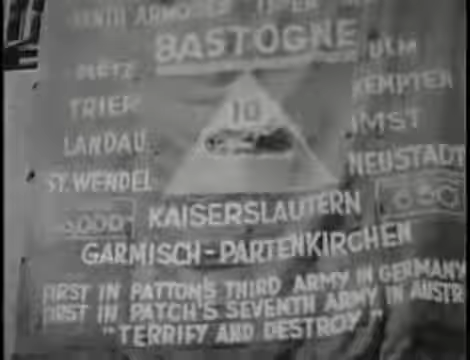 BASTOGNE
METZ ULM
TRIER 10 KEMPTEN
LANDAU IMST
ST. WENDEL NEUSTADT
KAISERSLAUTERN
GARMISCH-PARTENKIRCHEN
FIRST IN PATTON'S THIRD ARMY IN GERMANY
FIRST IN PATCH'S SEVENTH ARMY IN AUSTR
"TERRIFY AND DESTROY"